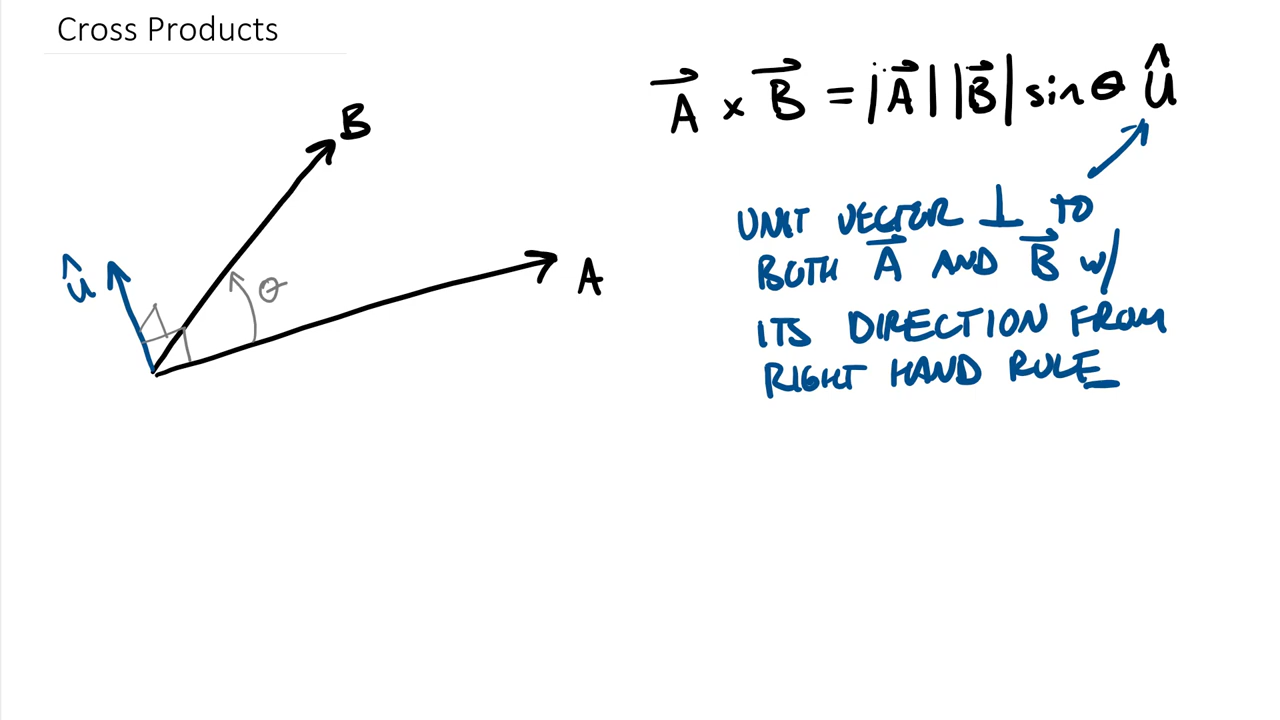 Cross Products
A⃗ × B⃗ = |A⃗| |B⃗| sin θ û
B
UNIT VECTOR ⊥ TO
BOTH A⃗ AND B⃗ w/
ITS DIRECTION FROM
RIGHT HAND RULE
û
θ
A